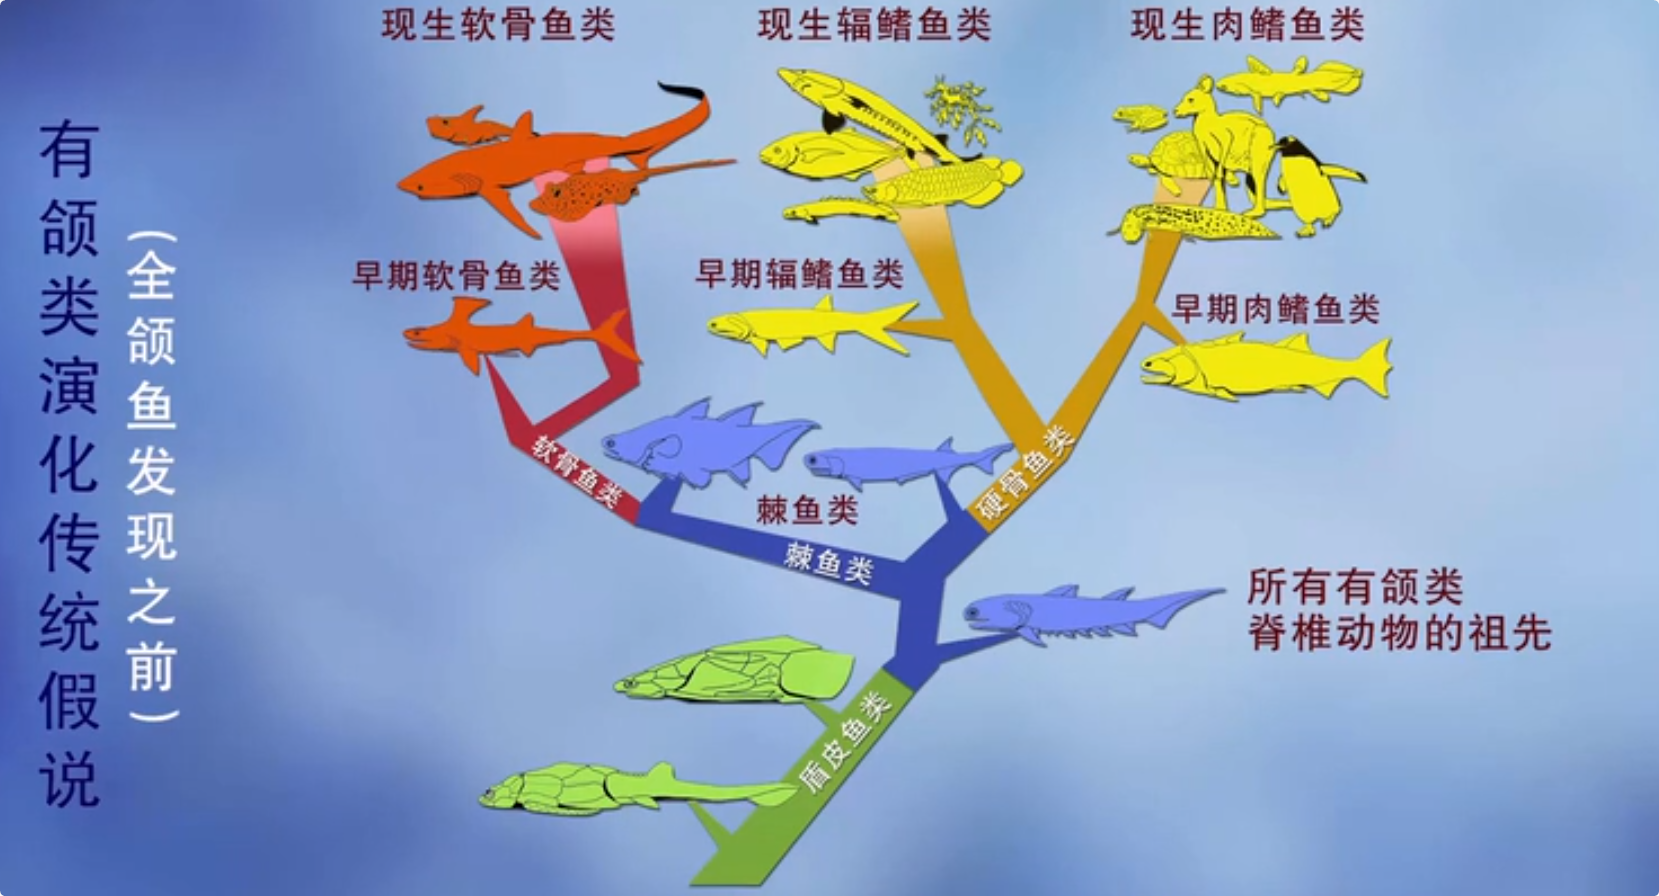 有颌类演化传统假说
（全颌鱼发现之前）
现生软骨鱼类
现生辐鳍鱼类
现生肉鳍鱼类
早期软骨鱼类
早期辐鳍鱼类
早期肉鳍鱼类
软骨鱼类
硬骨鱼类
棘鱼类
棘鱼类
所有有颌类
脊椎动物的祖先
盾皮鱼类